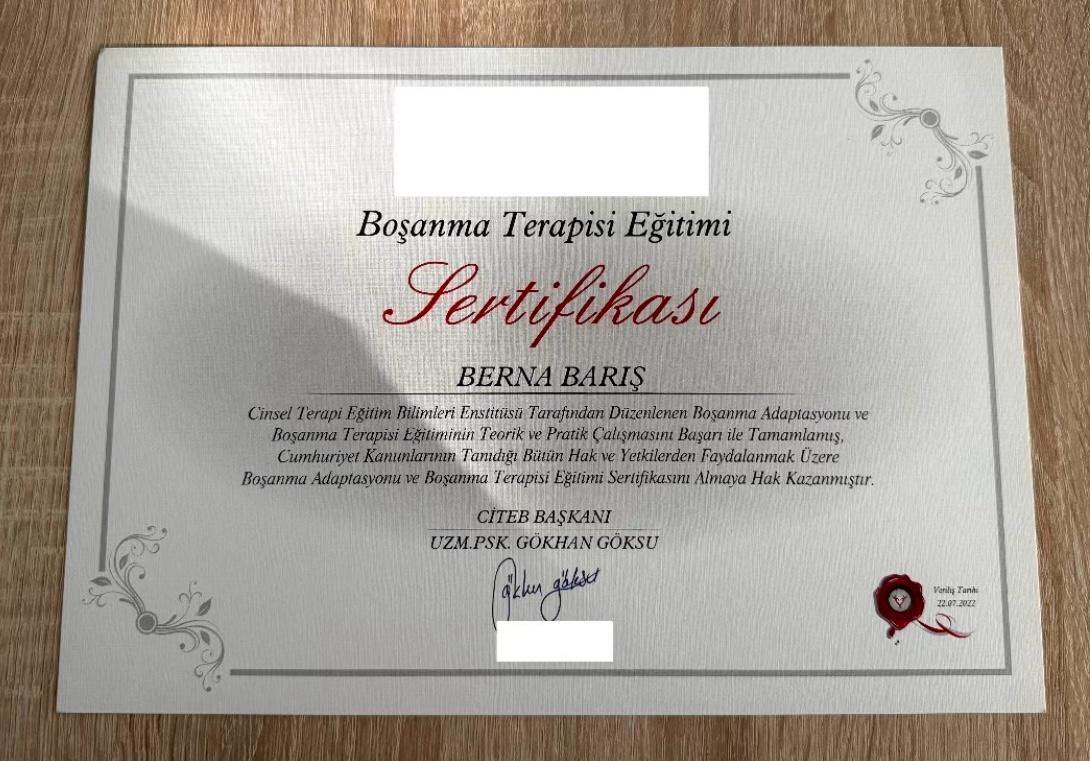 Boşanma Terapisi Eğitimi
Sertifikası
BERNA BARIŞ
Cinsel Terapi Eğitim Bilimleri Enstitüsü Tarafından Düzenlenen Boşanma Adaptasyonu ve
Boşanma Terapisi Eğitiminin Teorik ve Pratik Çalışmasını Başarı ile Tamamlamış,
Cumhuriyet Kanunlarının Tanıdığı Bütün Hak ve Yetkilerden Faydalanmak Üzere
Boşanma Adaptasyonu ve Boşanma Terapisi Eğitimi Sertifikasını Almaya Hak Kazanmıştır.
CİTEB BAŞKANI
UZM.PSK. GÖKHAN GÖKSU
gökhan göksu
Veriliş Tarihi
22.07.2022